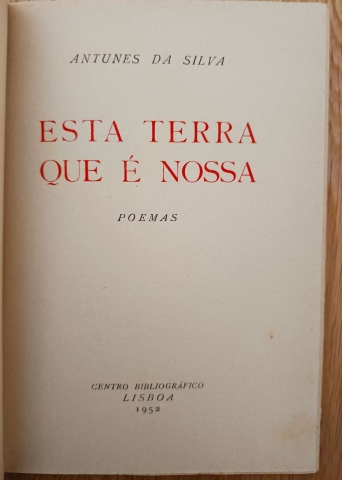 ANTUNES DA SILVA
ESTA TERRA
QUE É NOSSA
POEMAS
CENTRO BIBLIOGRÁFICO
LISBOA
1952